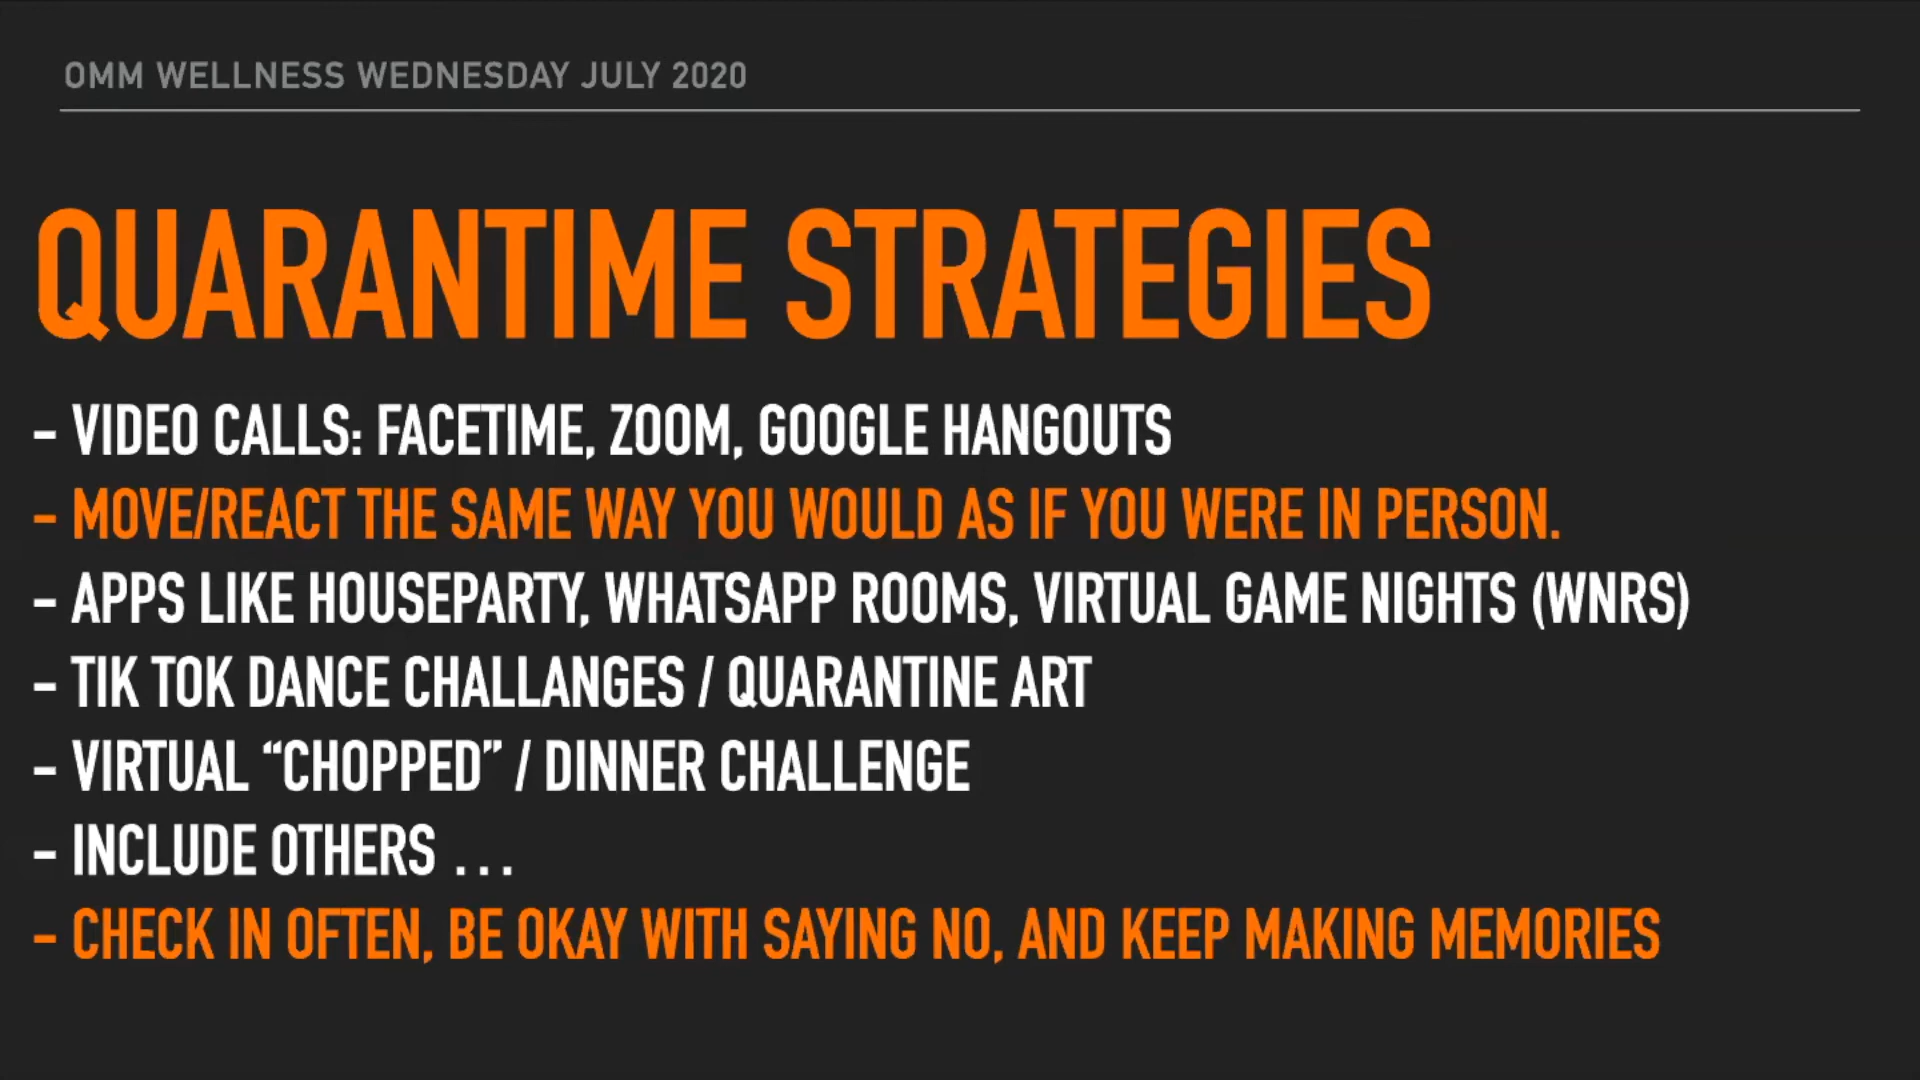 OMM WELLNESS WEDNESDAY JULY 2020
QUARANTIME STRATEGIES
- VIDEO CALLS: FACETIME, ZOOM, GOOGLE HANGOUTS
- MOVE/REACT THE SAME WAY YOU WOULD AS IF YOU WERE IN PERSON.
- APPS LIKE HOUSEPARTY, WHATSAPP ROOMS, VIRTUAL GAME NIGHTS (WNRS)
- TIK TOK DANCE CHALLANGES / QUARANTINE ART
- VIRTUAL “CHOPPED” / DINNER CHALLENGE
- INCLUDE OTHERS ...
- CHECK IN OFTEN, BE OKAY WITH SAYING NO, AND KEEP MAKING MEMORIES